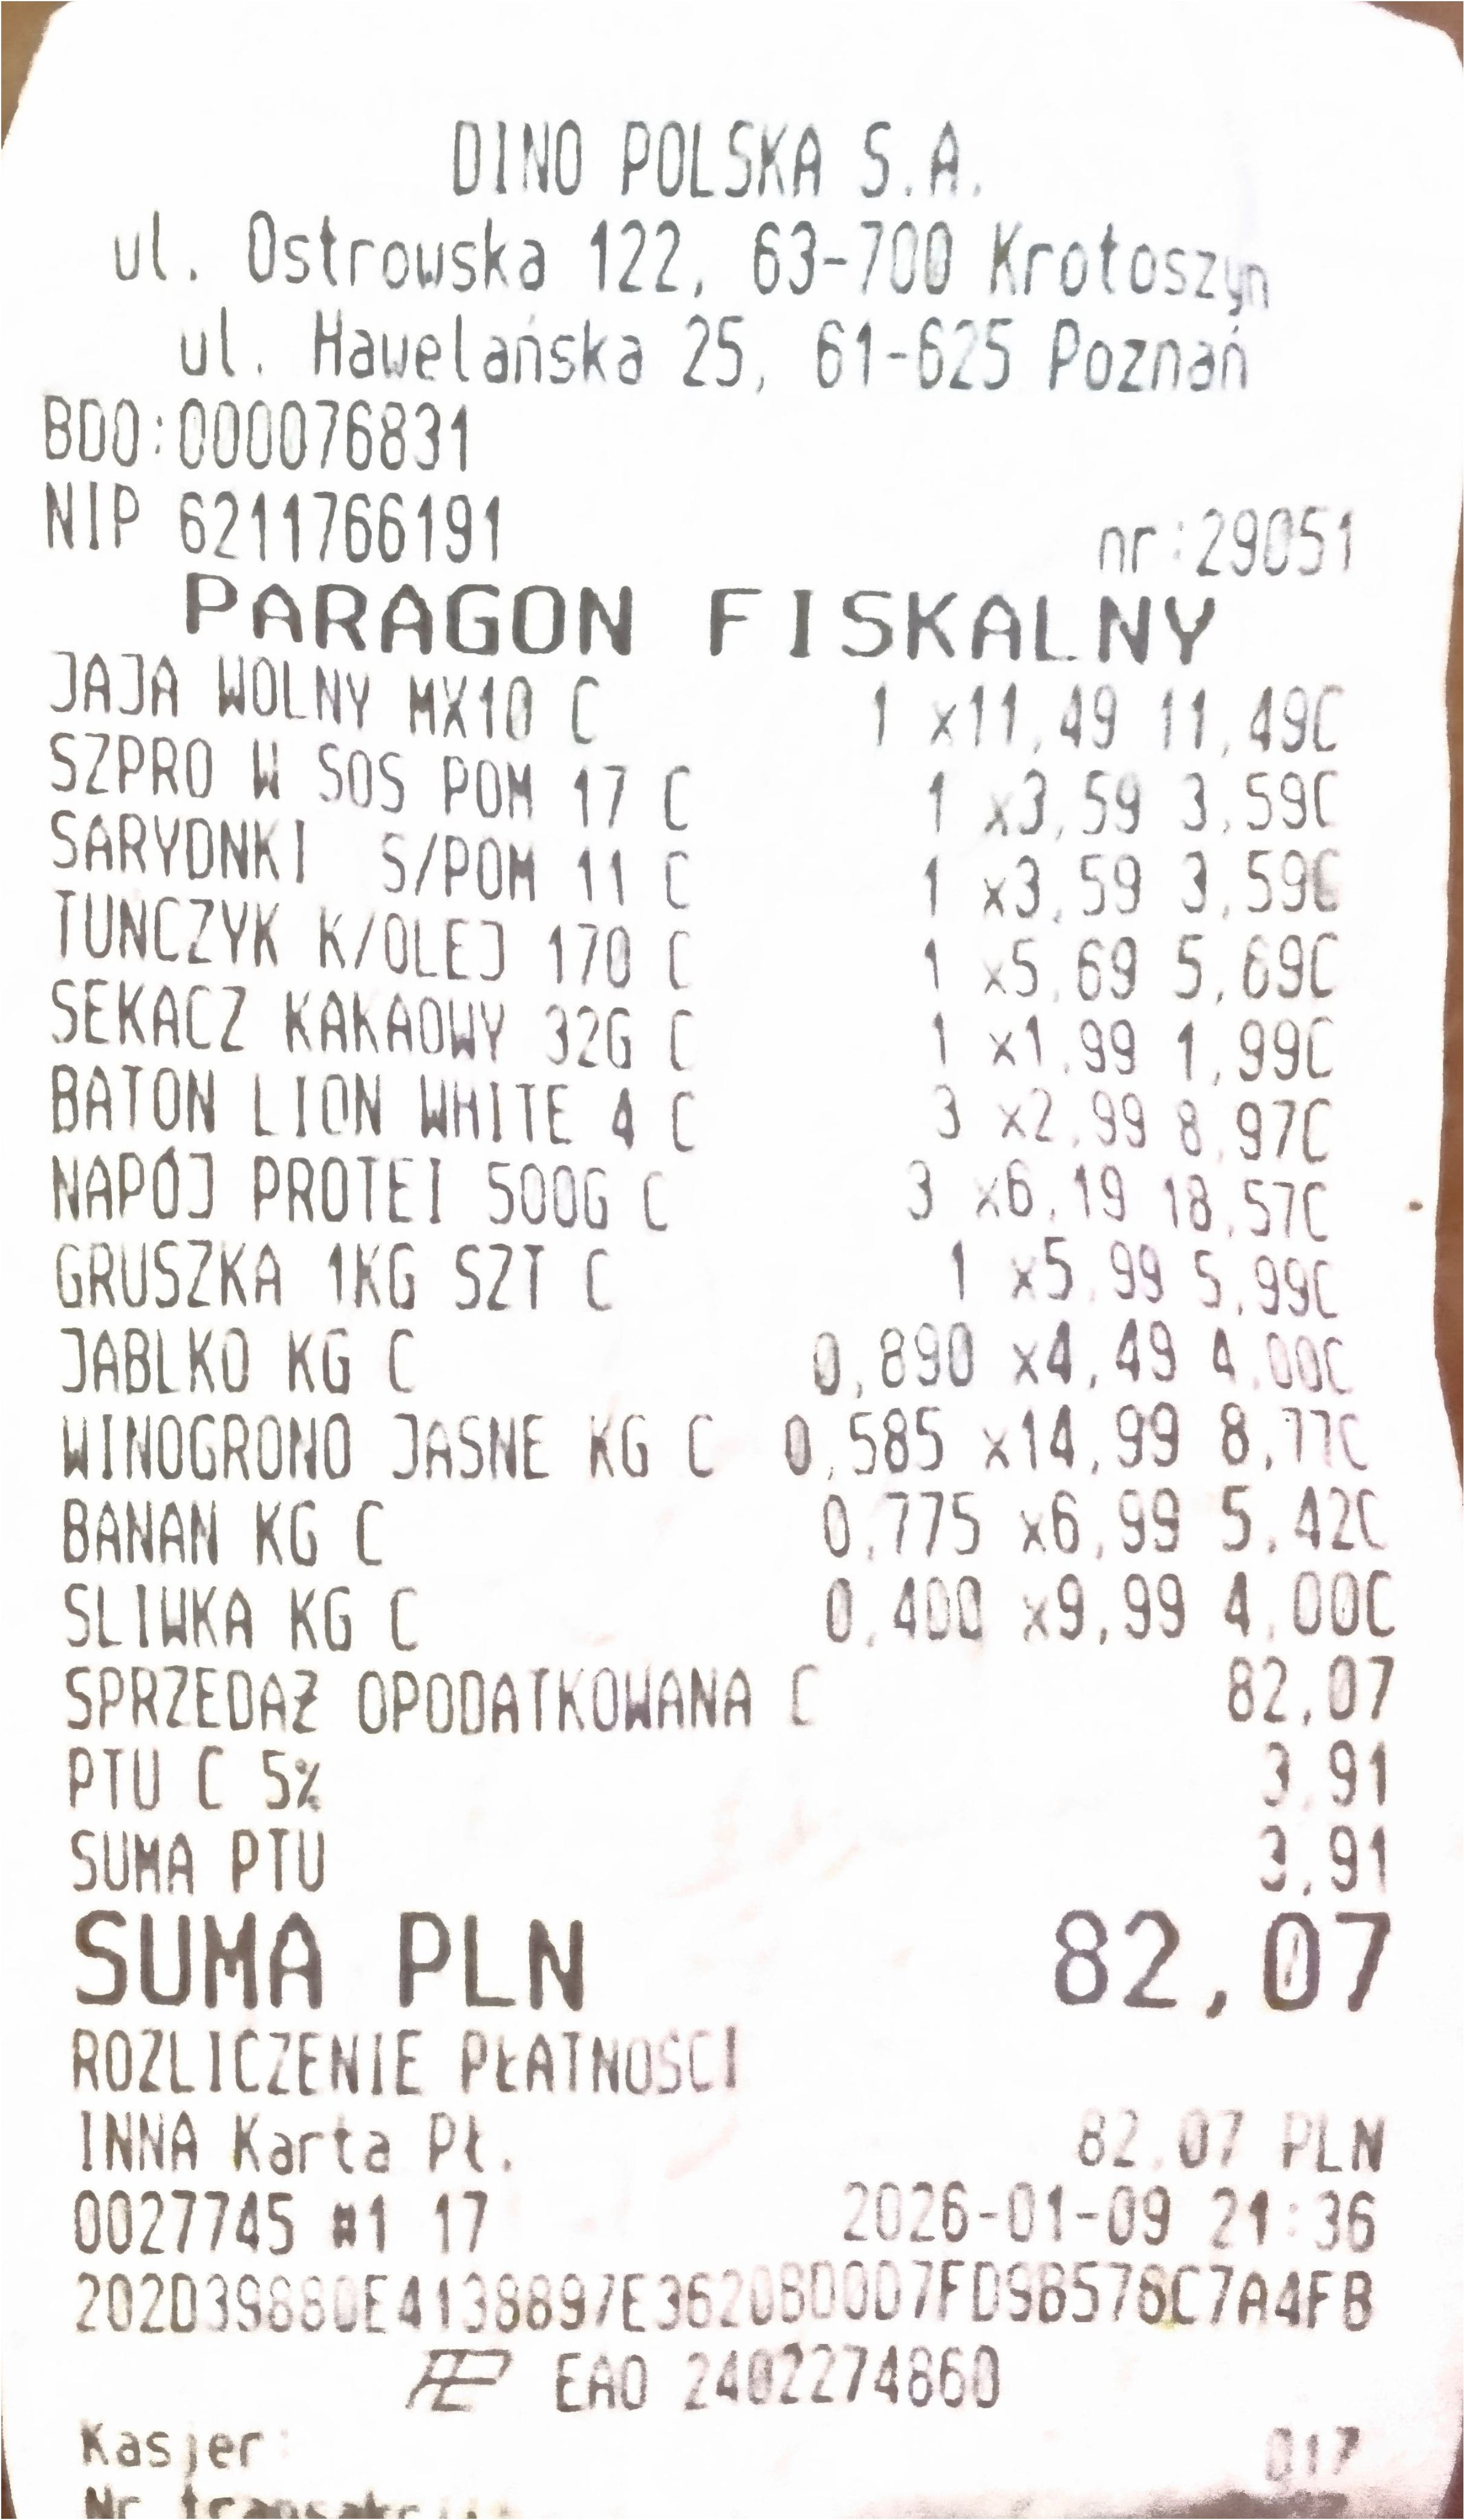 DINO POLSKA S.A.
ul. Ostrowska 122, 63-700 Krotoszyn
ul. Hawelańska 25, 61-625 Poznań
BDO:000076831
NIP 6211766191 nr:29051
PARAGON FISKALNY
JAJA WOLNY MX10 C 1 x11,49 11,49C
SZPRO W SOS POM 17 C 1 x3,59 3,59C
SARYDNKI S/POM 11 C 1 x3,59 3,59C
TUNCZYK K/OLEJ 170 C 1 x5,69 5,69C
SEKACZ KAKAOWY 32G C 1 x1,99 1,99C
BATON LION WHITE 4 C 3 x2,99 8,97C
NAPÓJ PROTEI 500G C 3 x6,19 18,57C
GRUSZKA 1KG SZT C 1 x5,99 5,99C
JABLKO KG C 0,890 x4,49 4,00C
WINOGRONO JASNE KG C 0,585 x14,99 8,77C
BANAN KG C 0,775 x6,99 5,42C
SLIWKA KG C 0,400 x9,99 4,00C
SPRZEDAŻ OPODATKOWANA C 82,07
PTU C 5% 3,91
SUMA PTU 3,91
SUMA PLN 82,07
ROZLICZENIE PŁATNOŚCI
INNA Karta Pł. 82,07 PLN
0027745 #1 17 2026-01-09 21:36
EAO 2402274860
Kasjer: 017
Nr